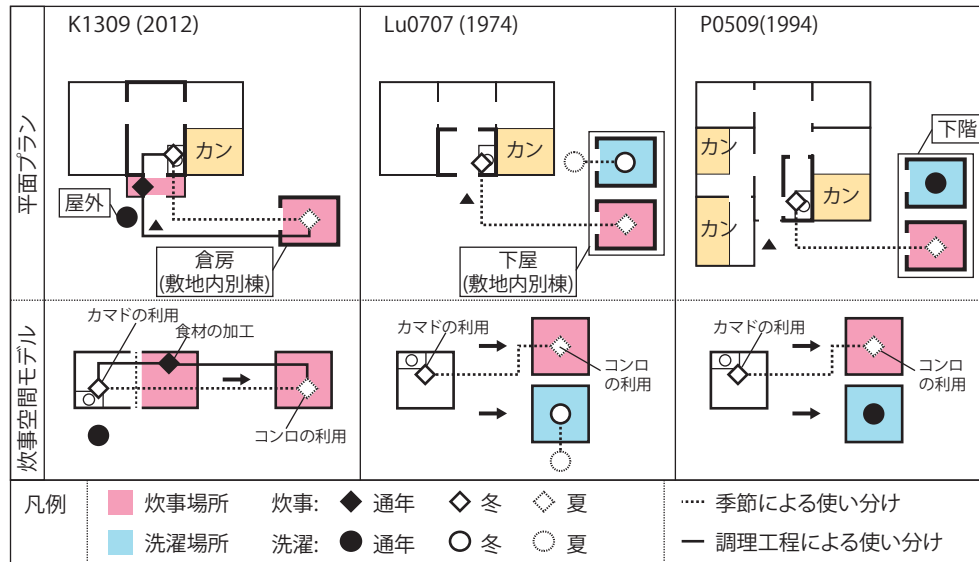 K1309 (2012)
Lu0707 (1974)
P0509(1994)
平面プラン
カン
屋外
倉房
(敷地内別棟)
カン
下屋
(敷地内別棟)
カン
カン
カン
下階
炊事空間モデル
カマドの利用
食材の加工
コンロの利用
カマドの利用
コンロ
の利用
カマドの利用
コンロ
の利用
凡例
炊事場所 炊事: 通年 冬 夏 季節による使い分け
洗濯場所 洗濯: 通年 冬 夏 調理工程による使い分け